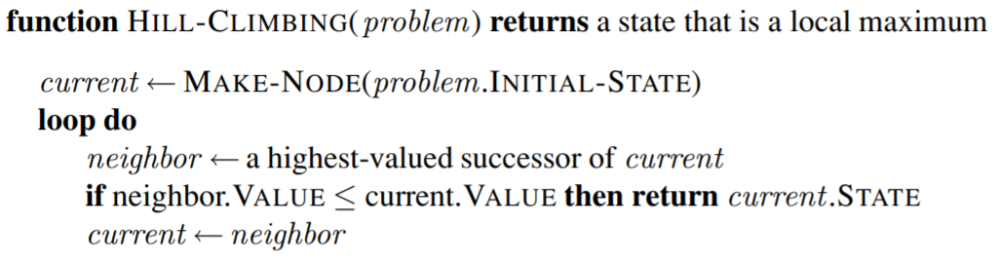 function HILL-CLIMBING(problem) returns a state that is a local maximum
current ← MAKE-NODE(problem.INITIAL-STATE)
loop do
neighbor ← a highest-valued successor of current
if neighbor.VALUE ≤ current.VALUE then return current.STATE
current ← neighbor